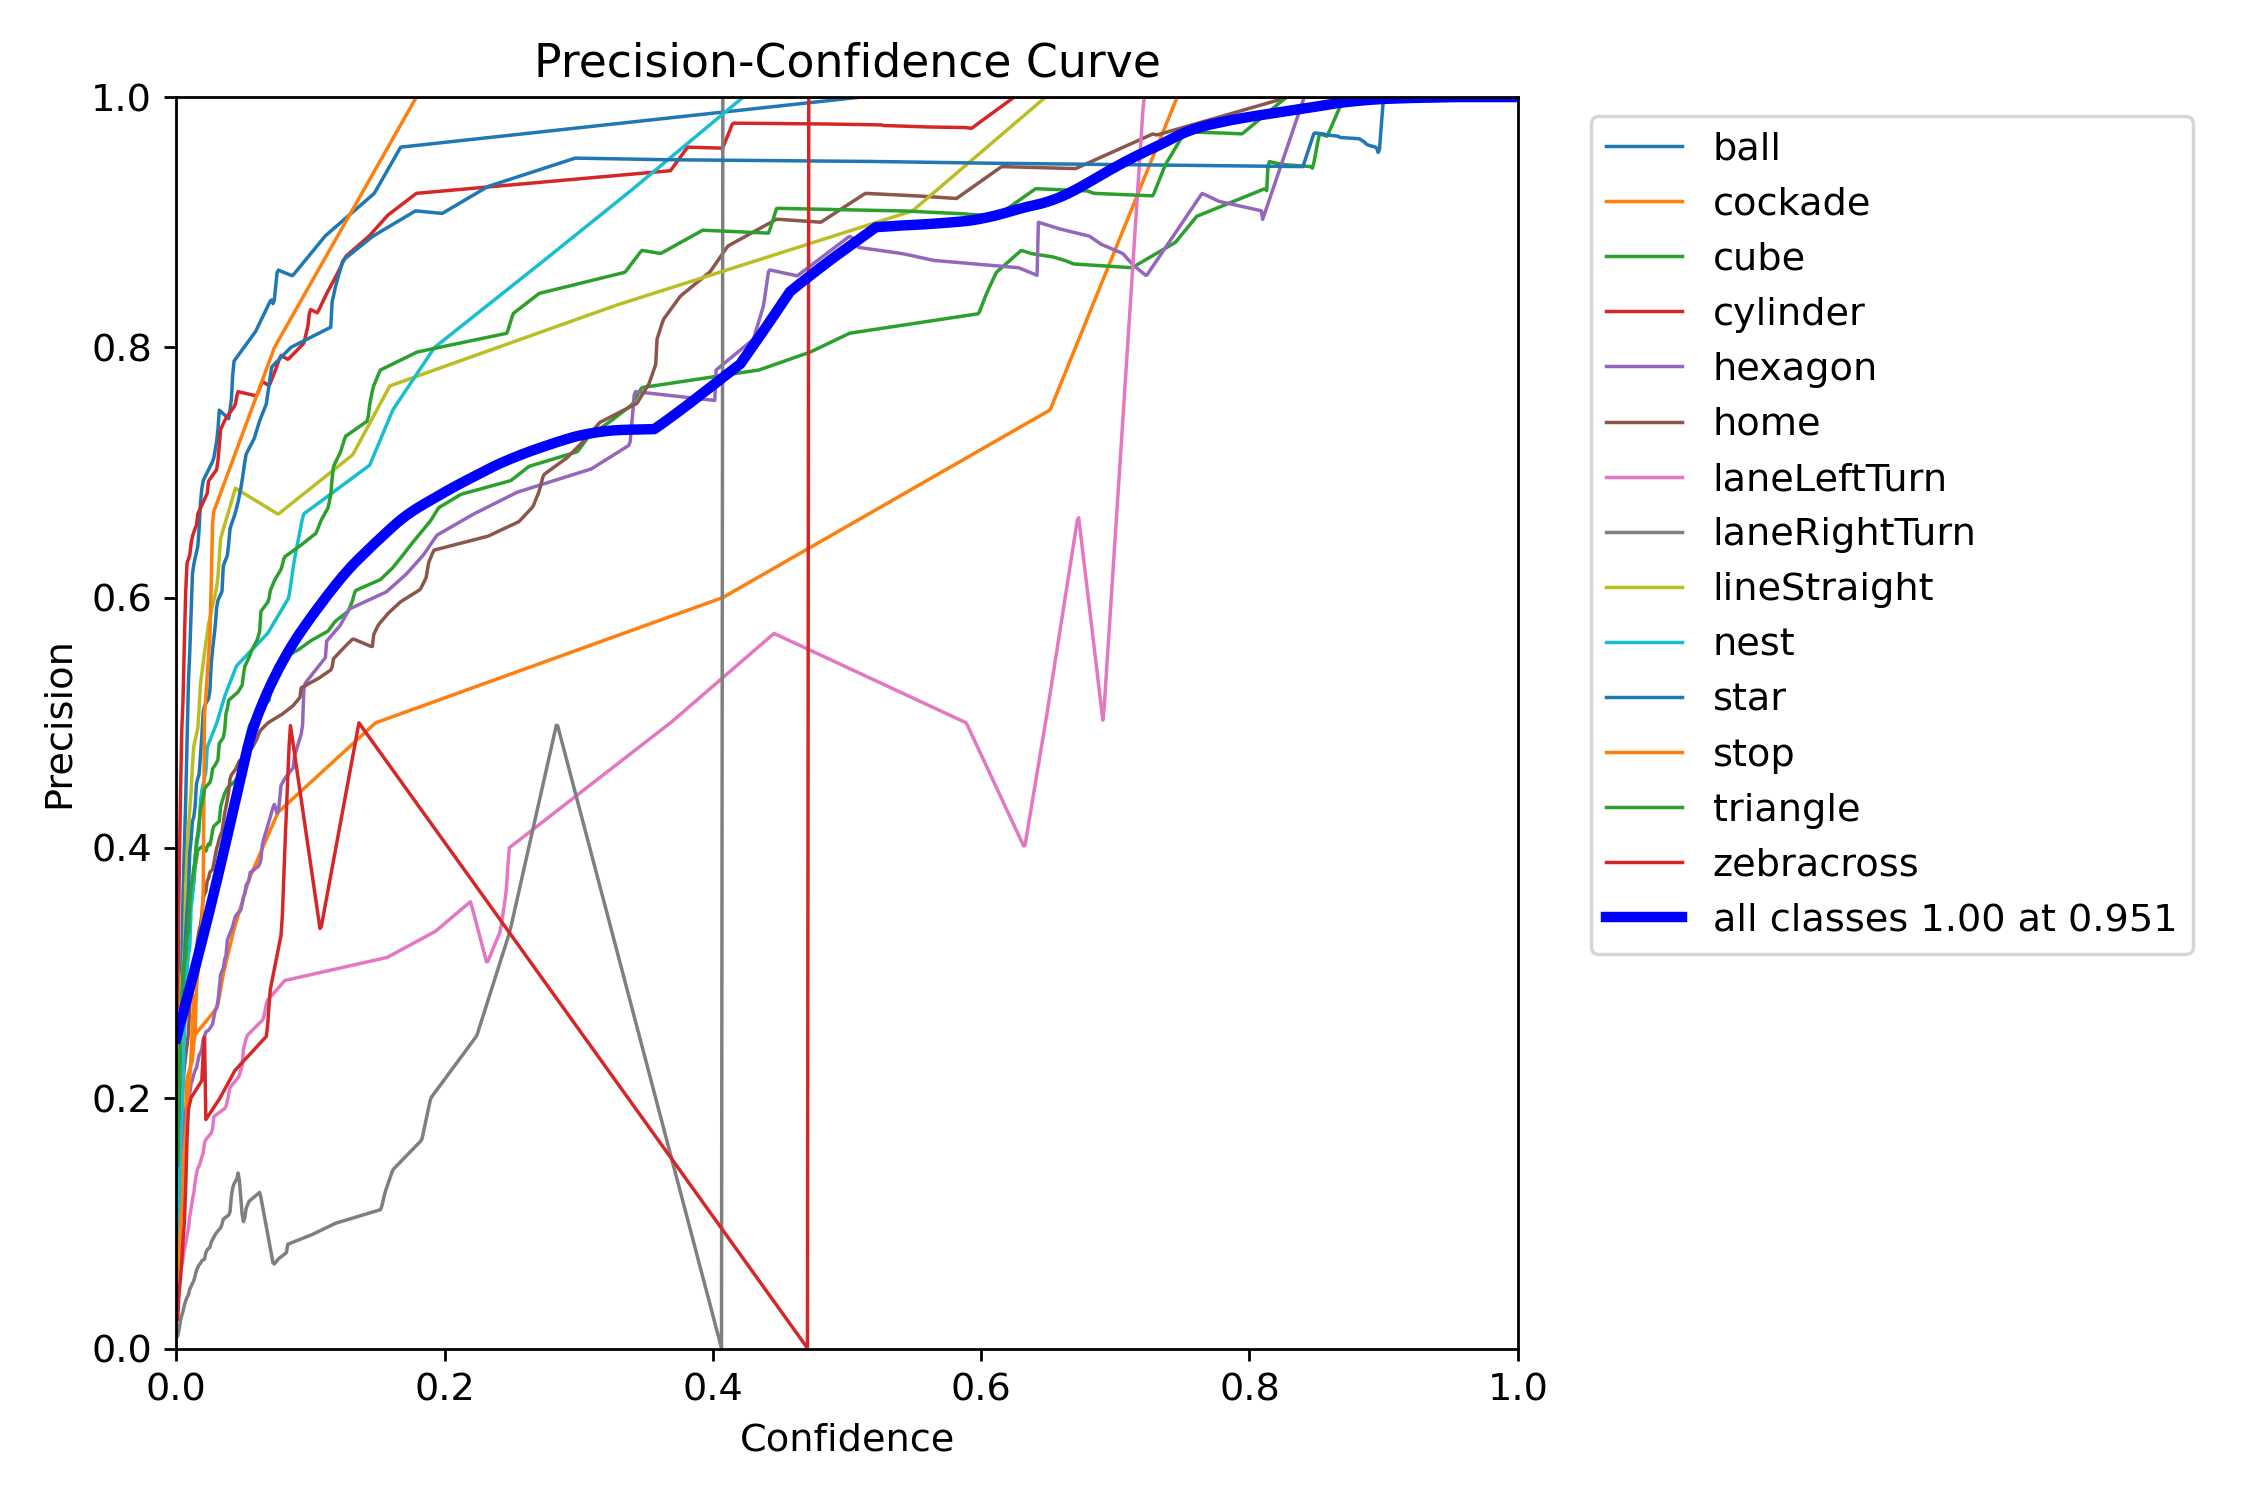 Precision-Confidence Curve
1.0
0.8
0.6
0.4
0.2
0.0
Precision
0.0 0.2 0.4 0.6 0.8 1.0
Confidence
ball
cockade
cube
cylinder
hexagon
home
laneLeftTurn
laneRightTurn
lineStraight
nest
star
stop
triangle
zebracross
all classes 1.00 at 0.951